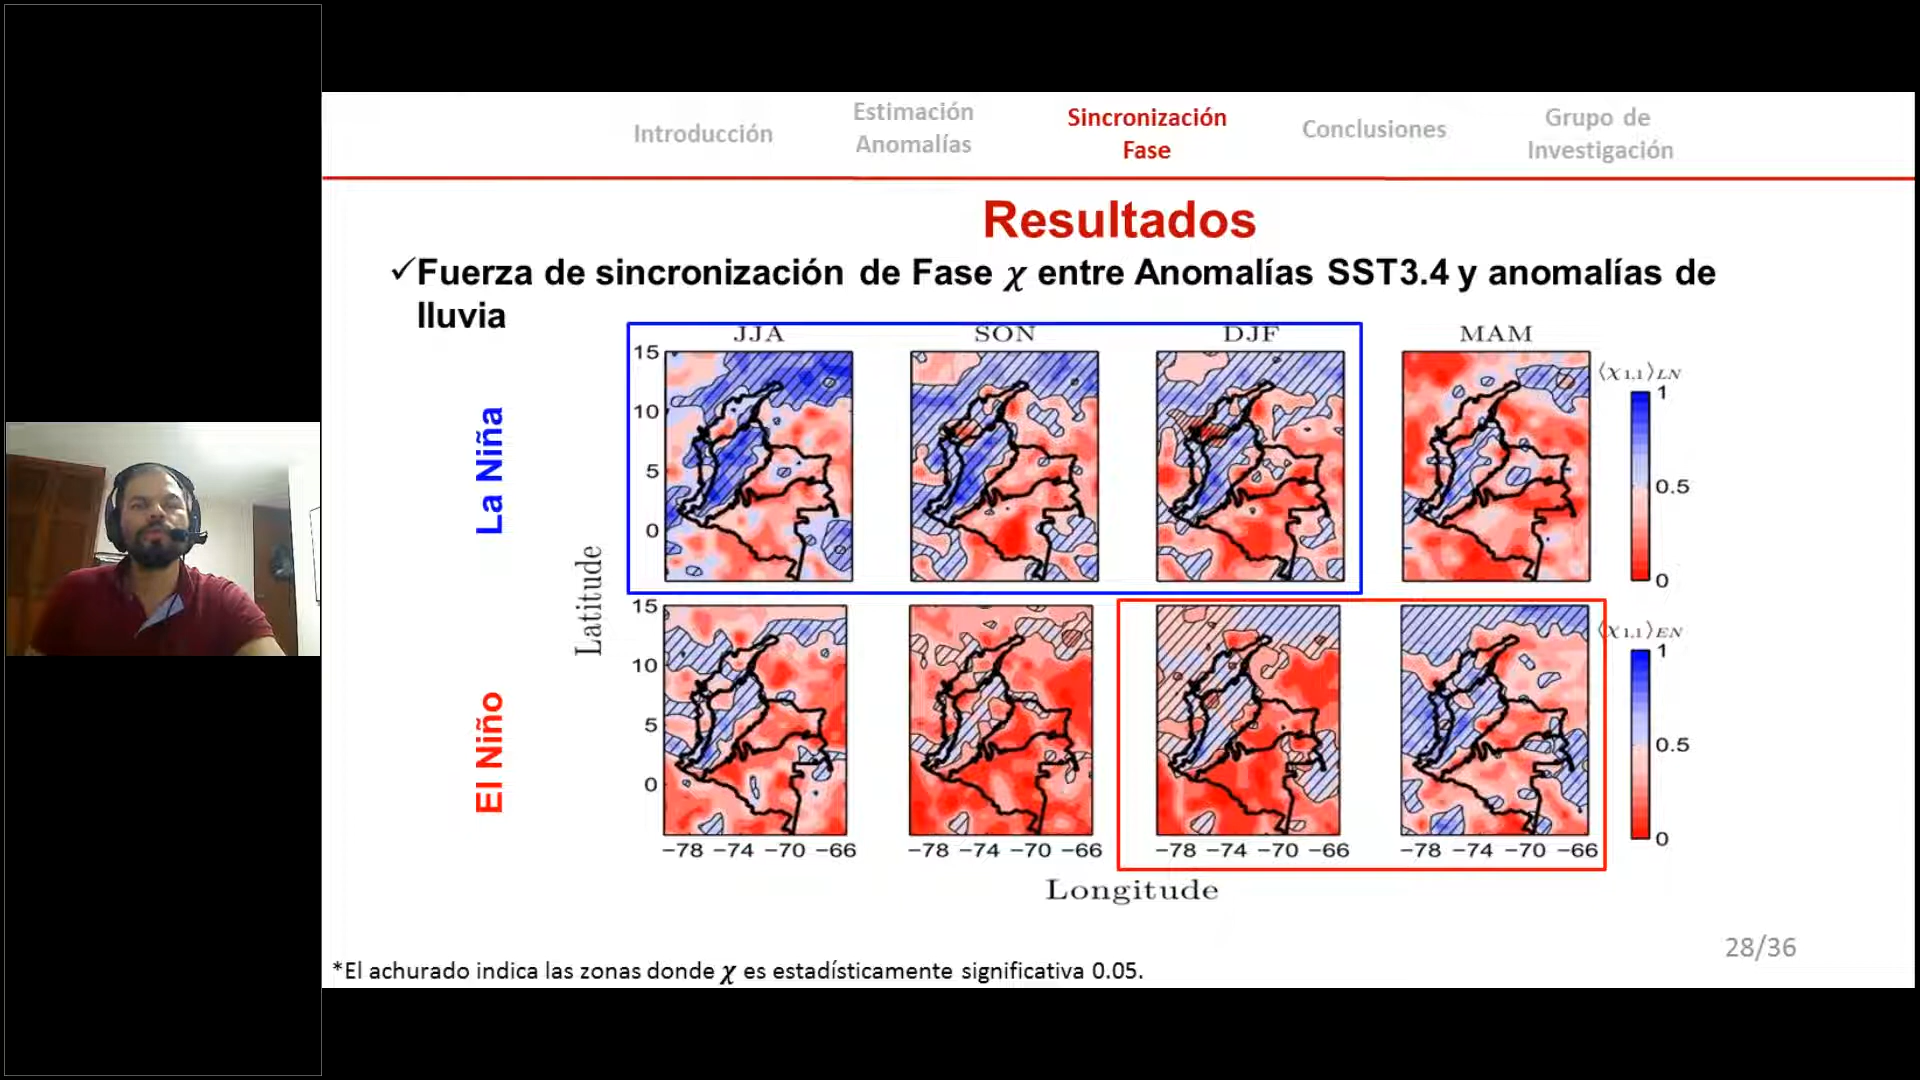 Introducción
Estimación
Anomalías
Sincronización
Fase
Conclusiones
Grupo de
Investigación
Resultados
✓Fuerza de sincronización de Fase χ entre Anomalías SST3.4 y anomalías de
lluvia
JJA SON DJF MAM
La Niña
El Niño
Latitude
15
10
5
0
15
10
5
0
⟨χ1,1⟩LN
1
0.5
0
⟨χ1,1⟩EN
1
0.5
0
−78 −74 −70 −66 −78 −74 −70 −66 −78 −74 −70 −66 −78 −74 −70 −66
Longitude
28/36
*El achurado indica las zonas donde χ es estadísticamente significativa 0.05.